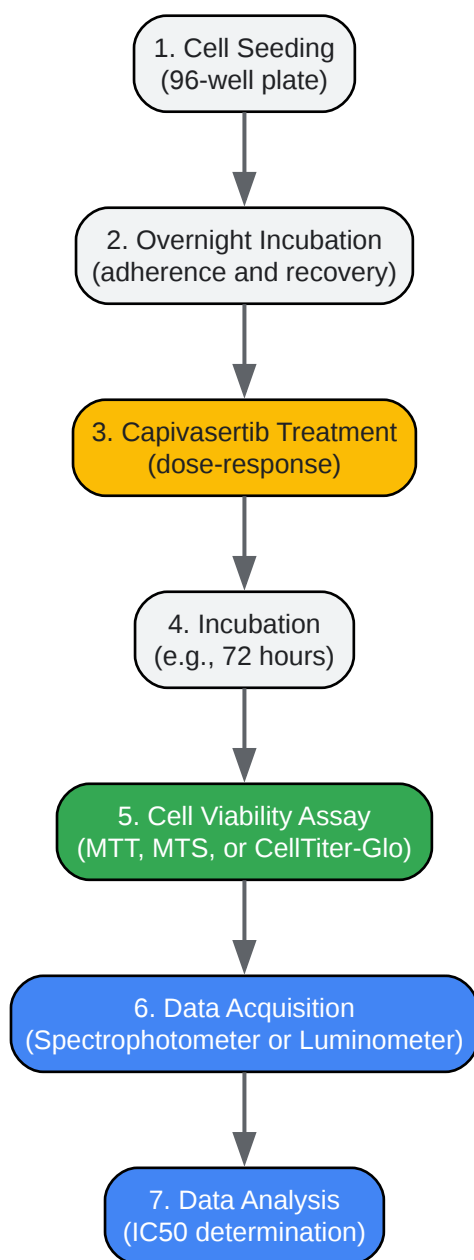 1. Cell Seeding
(96-well plate)
2. Overnight Incubation
(adherence and recovery)
3. Capivasertib Treatment
(dose-response)
4. Incubation
(e.g., 72 hours)
5. Cell Viability Assay
(MTT, MTS, or CellTiter-Glo)
6. Data Acquisition
(Spectrophotometer or Luminometer)
7. Data Analysis
(IC50 determination)